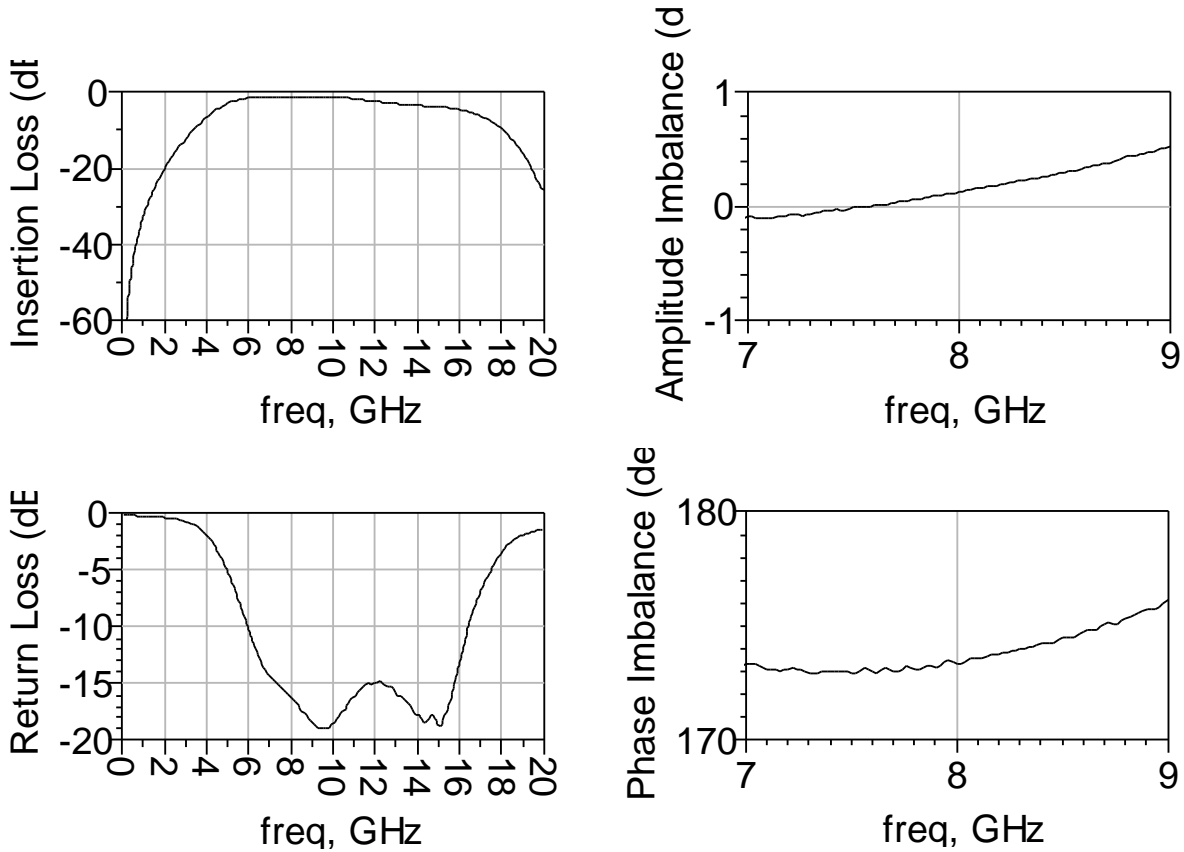 Insertion Loss (dB
0
-20
-40
-60
0 2 4 6 8 10 12 14 16 18 20
freq, GHz
Amplitude Imbalance (d
1
0
-1
7 8 9
freq, GHz
Return Loss (dB
0
-5
-10
-15
-20
0 2 4 6 8 10 12 14 16 18 20
freq, GHz
Phase Imbalance (de
180
170
7 8 9
freq, GHz